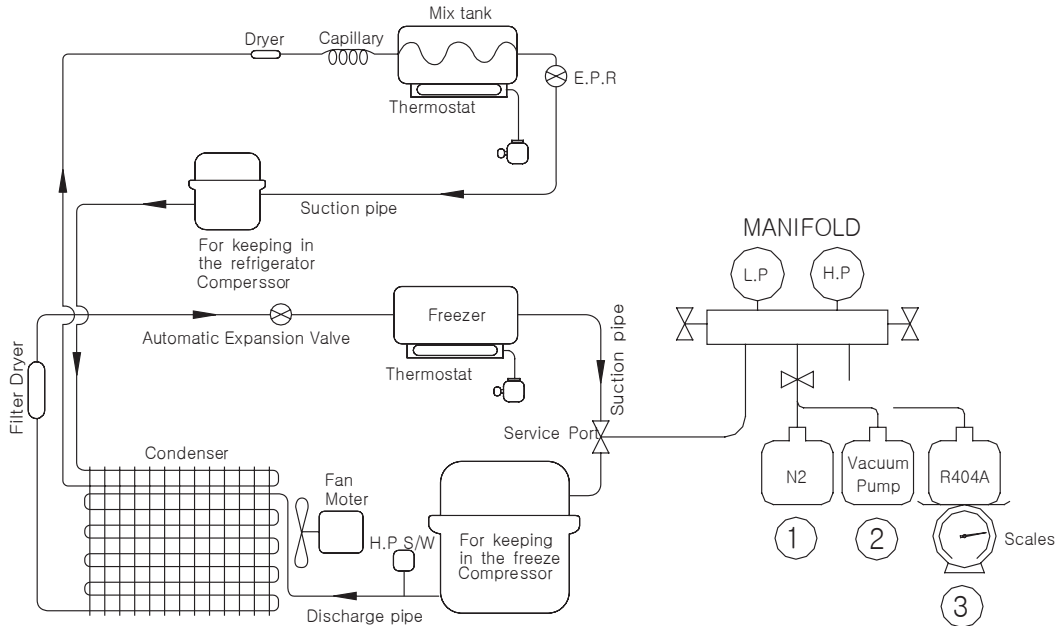 Mix tank
Dryer
Capillary
E.P.R
Thermostat
Suction pipe
For keeping in
the refrigerator
Comperssor
MANIFOLD
L.P
H.P
Freezer
Automatic Expansion Valve
Thermostat
Suction pipe
Filter Dryer
Service Port
Condenser
Fan
Moter
H.P S/W
For keeping
in the freeze
Compressor
Discharge pipe
N2
Vacuum
Pump
R404A
Scales
1
2
3